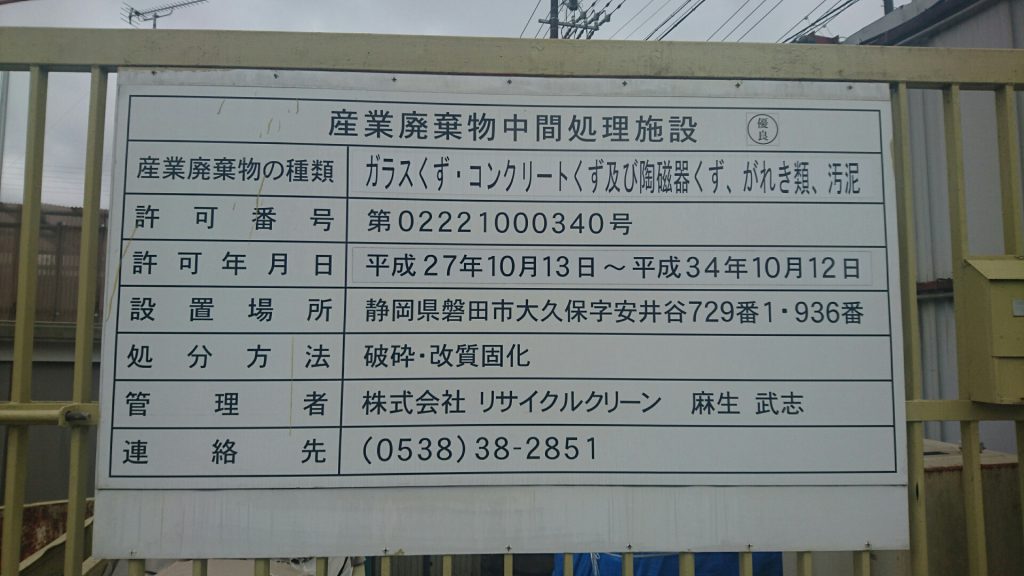 産業廃棄物中間処理施設 優良
産業廃棄物の種類 ガラスくず・コンクリートくず及び陶磁器くず、がれき類、汚泥
許可番号 第02221000340号
許可年月日 平成27年10月13日～平成34年10月12日
設置場所 静岡県磐田市大久保字安井谷729番1・936番
処分方法 破砕・改質固化
管理者 株式会社 リサイクルクリーン 麻生 武志
連絡先 (0538)38-2851